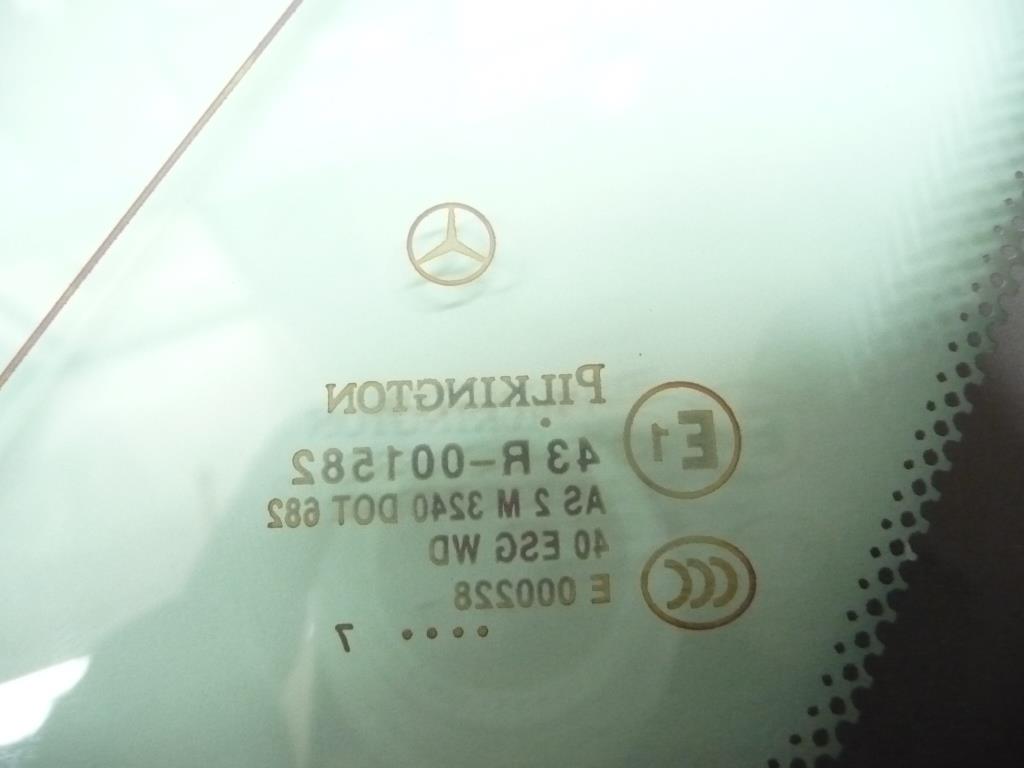 PILKINGTON
E1
43 R-001582
AS 2 M 3240 DOT 682
40 ESG WD
CCC
E 000228
.... 7